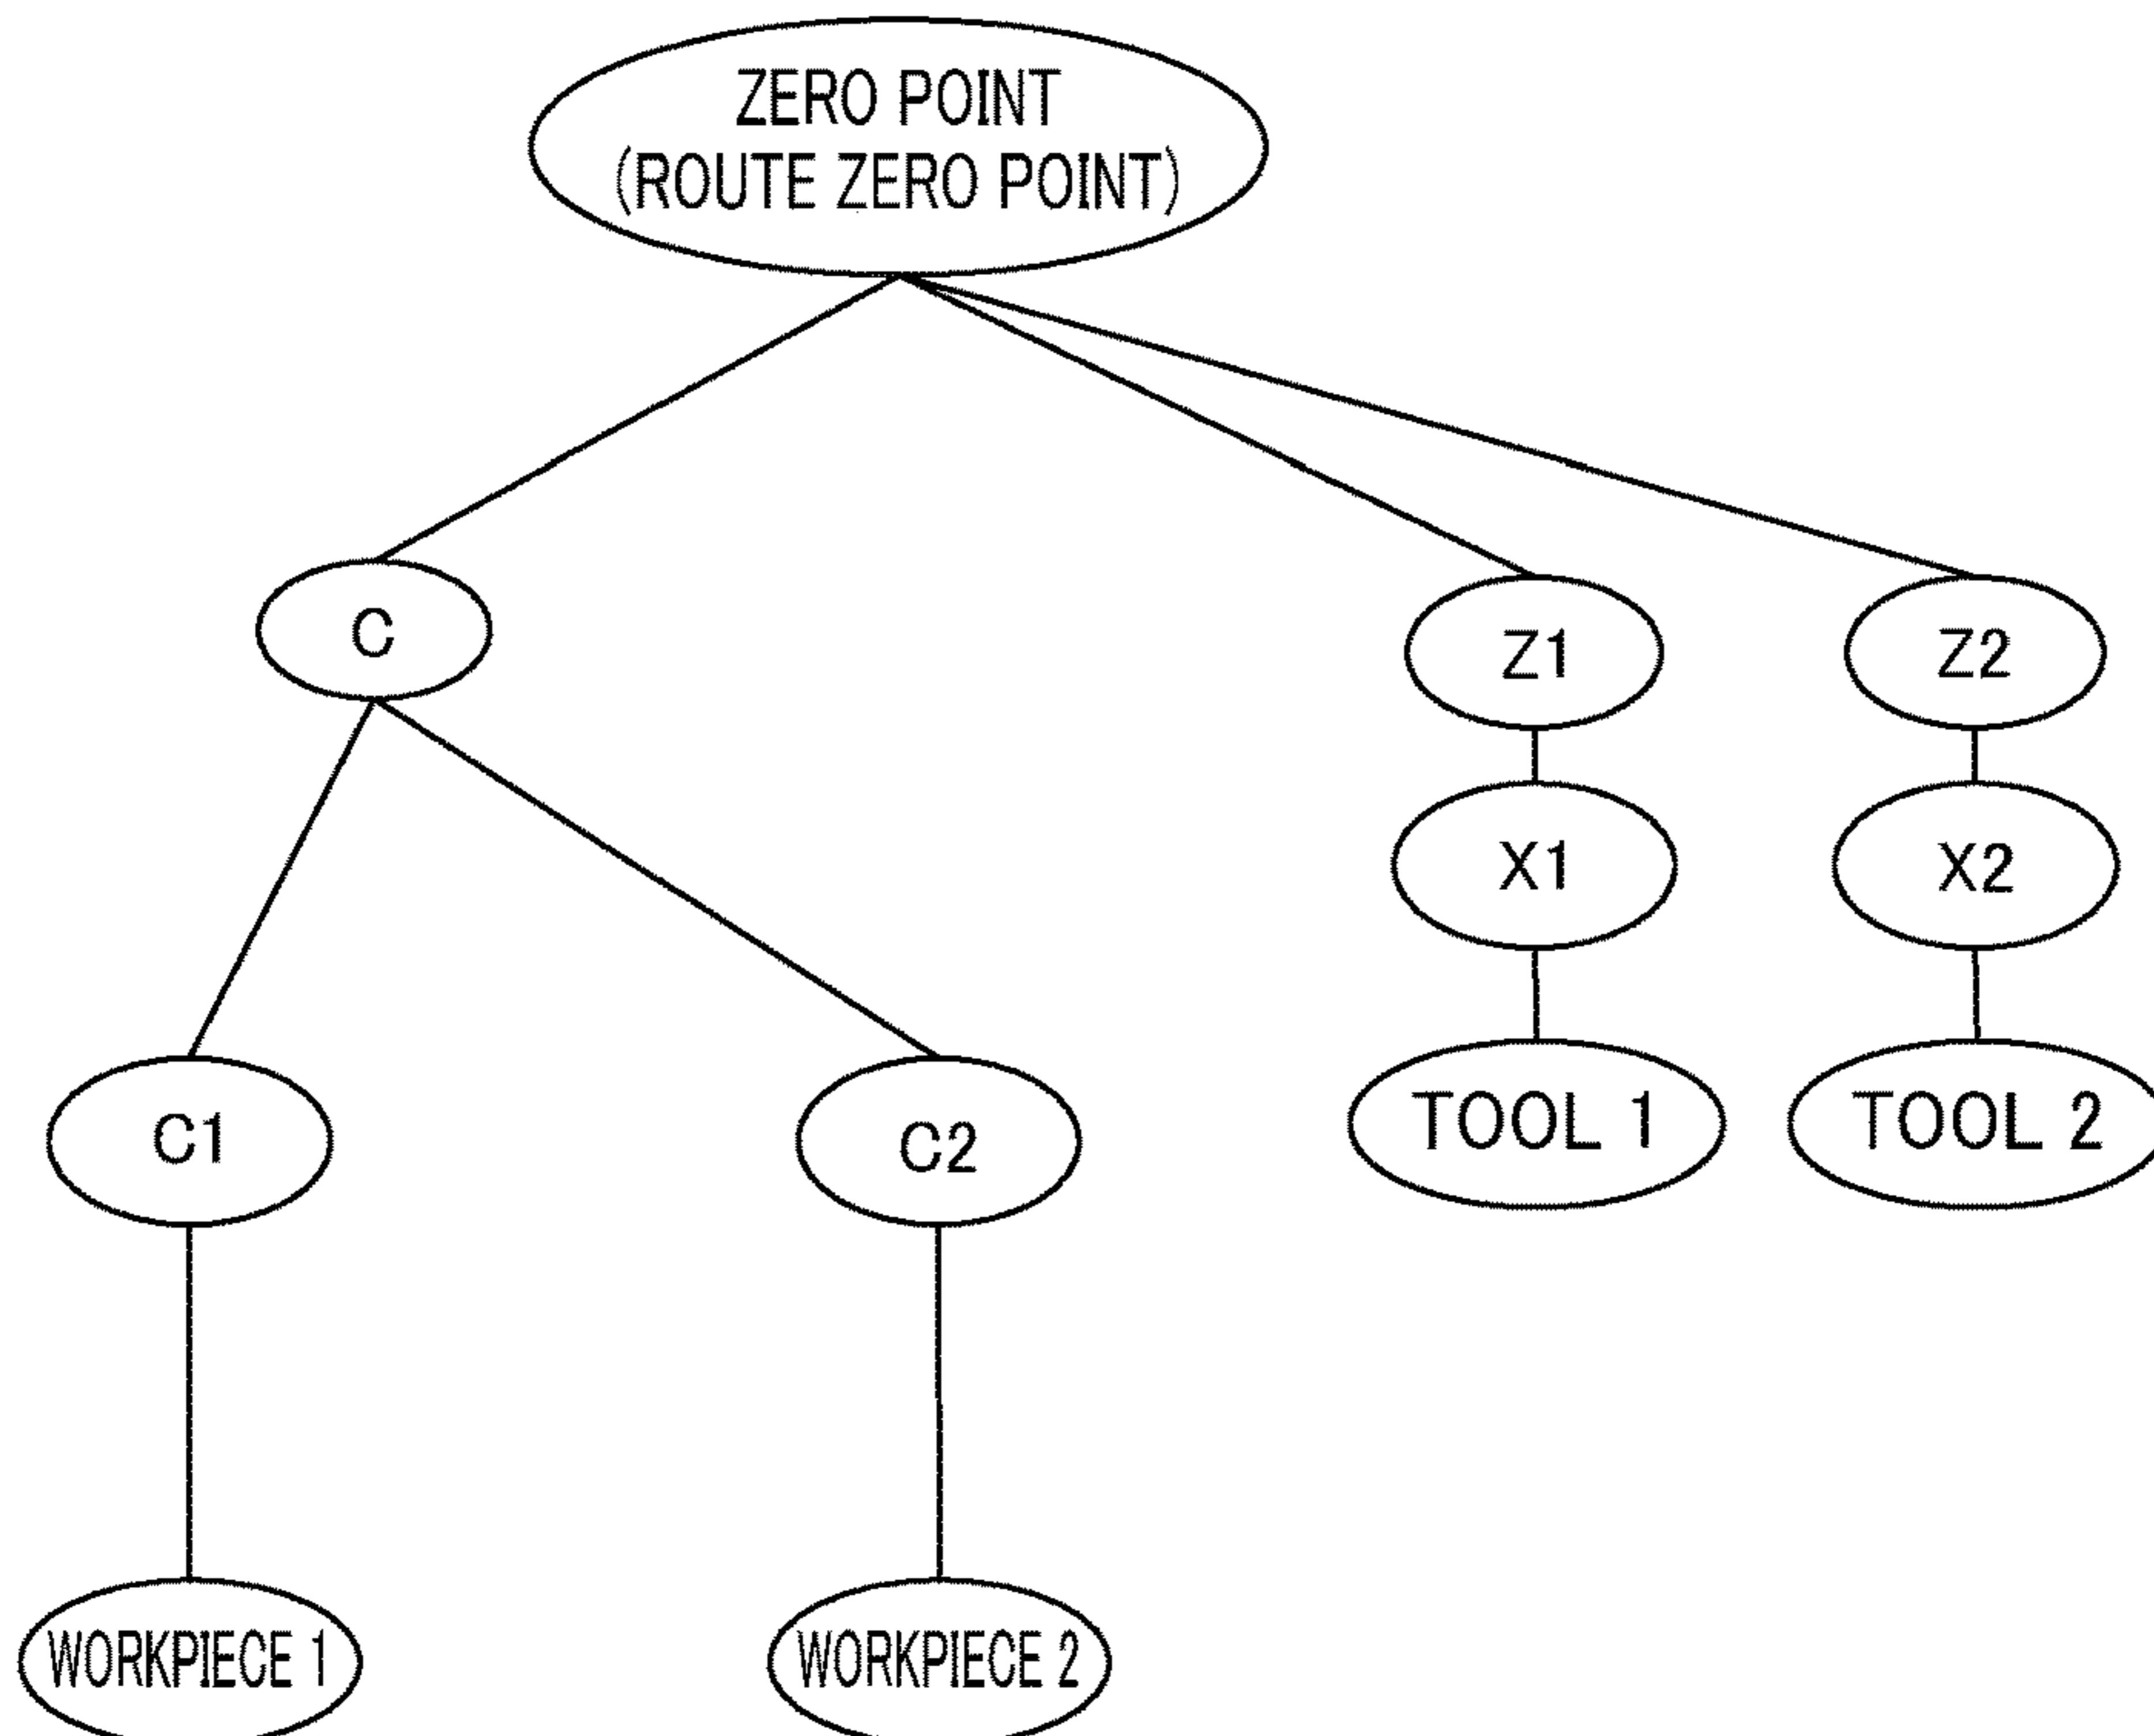 ZERO POINT
(ROUTE ZERO POINT)
C
Z1
Z2
X1
X2
C1
C2
TOOL 1
TOOL 2
WORKPIECE 1
WORKPIECE 2